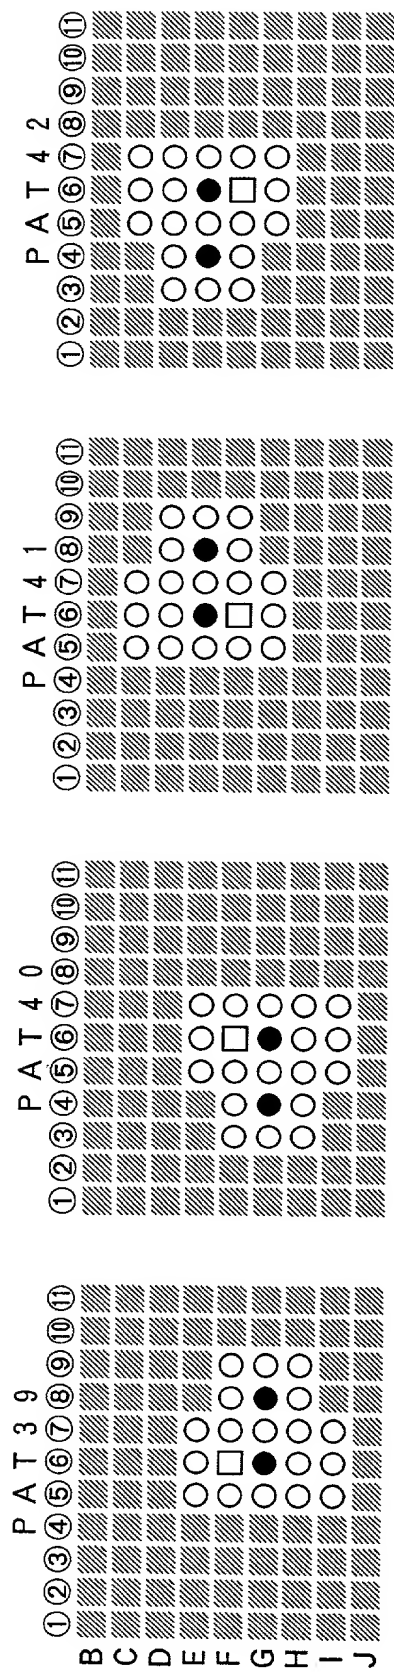 PAT39
①②③④⑤⑥⑦⑧⑨⑩⑪
B
C
D
E
F
G
H
I
J
PAT40
①②③④⑤⑥⑦⑧⑨⑩⑪
PAT41
①②③④⑤⑥⑦⑧⑨⑩⑪
PAT42
①②③④⑤⑥⑦⑧⑨⑩⑪